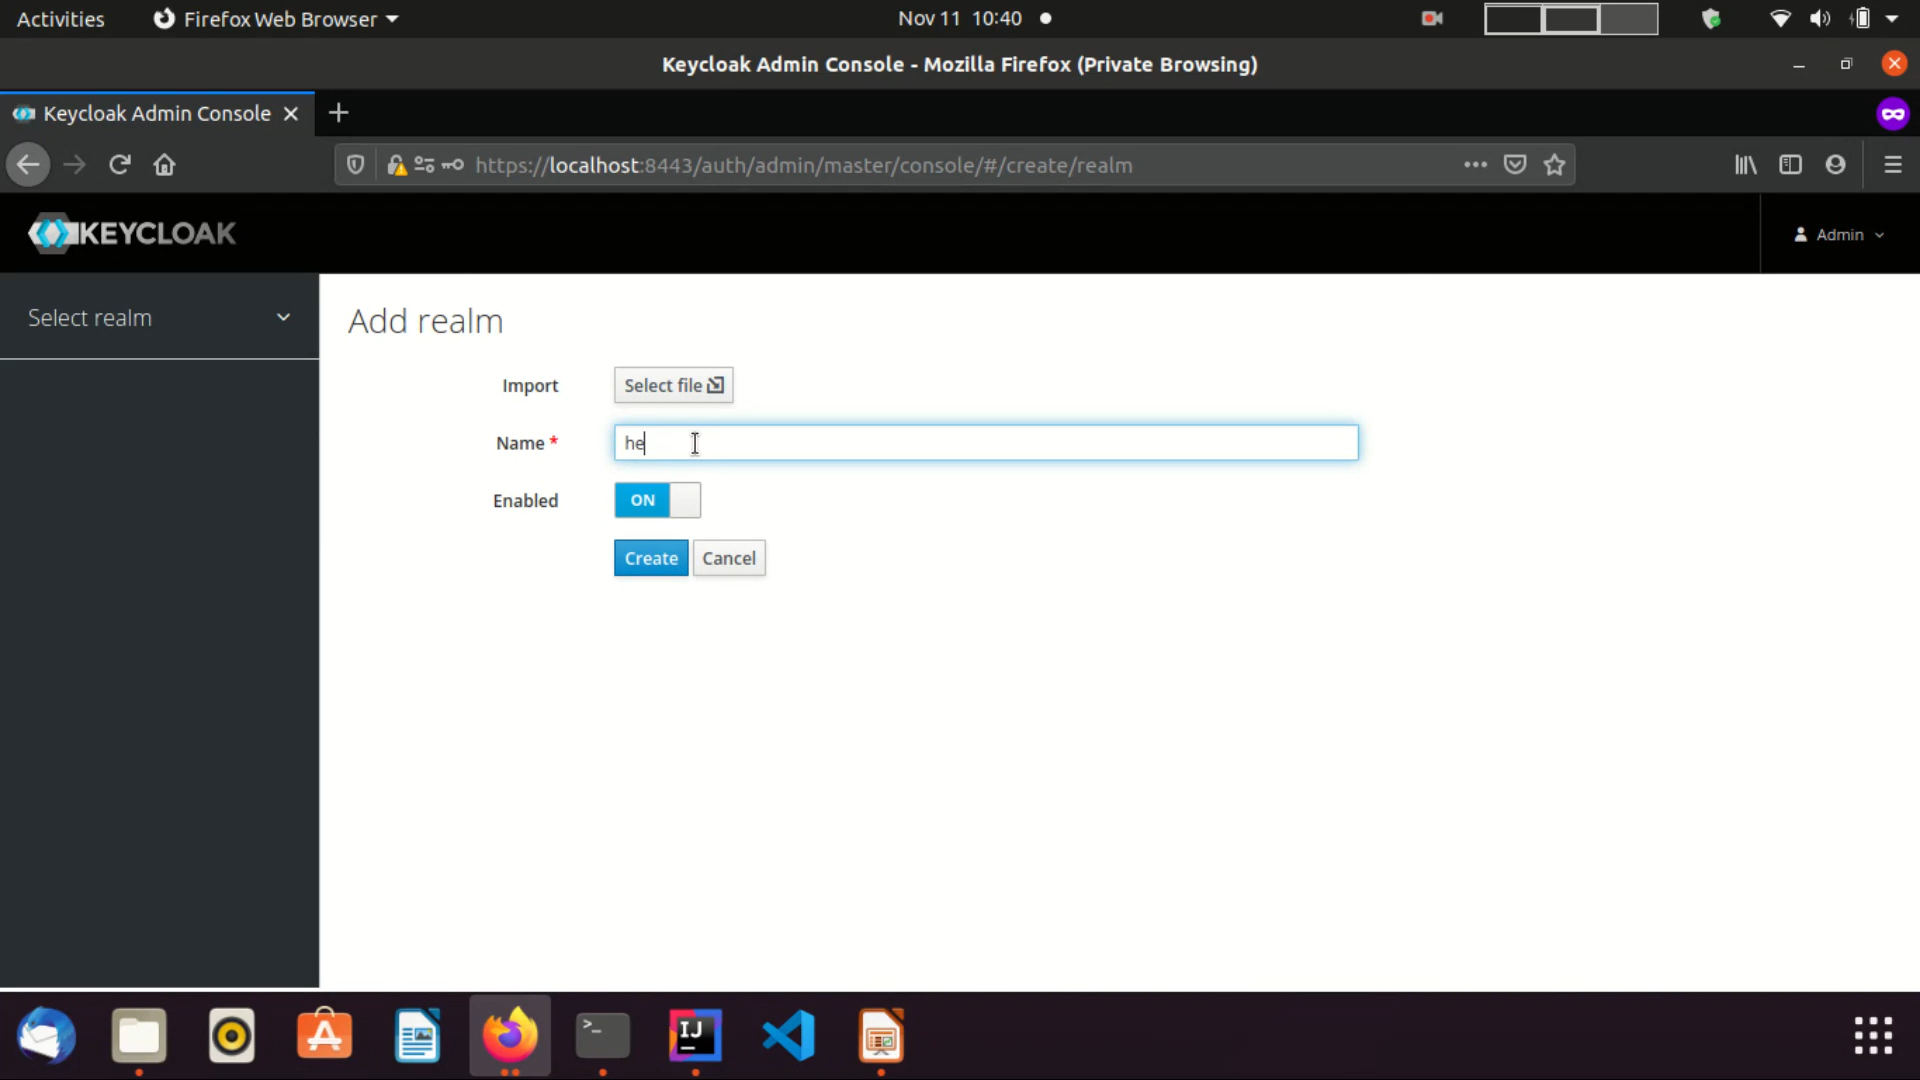 Activities
Firefox Web Browser
Nov 11 10:40
Keycloak Admin Console - Mozilla Firefox (Private Browsing)
Keycloak Admin Console
https://localhost:8443/auth/admin/master/console/#/create/realm
KEYCLOAK
Admin
Select realm
Add realm
Import
Select file
Name *
he
Enabled
ON
Create
Cancel
>_
IJ